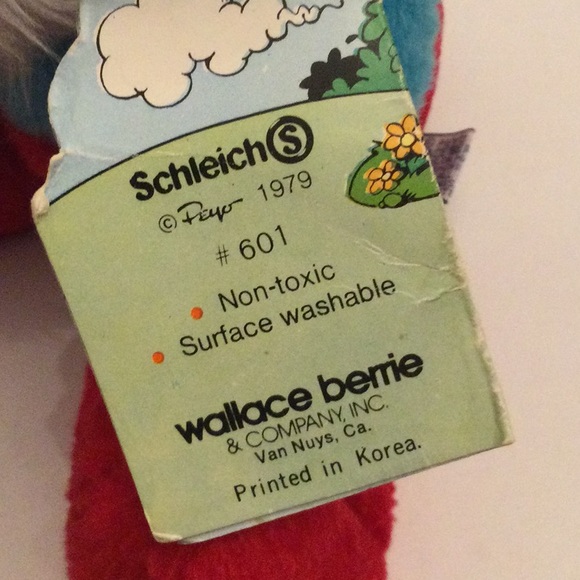 Schleich S
© Peyo 1979
# 601
• Non-toxic
• Surface washable
wallace berrie
& COMPANY, INC.
Van Nuys, Ca.
Printed in Korea.